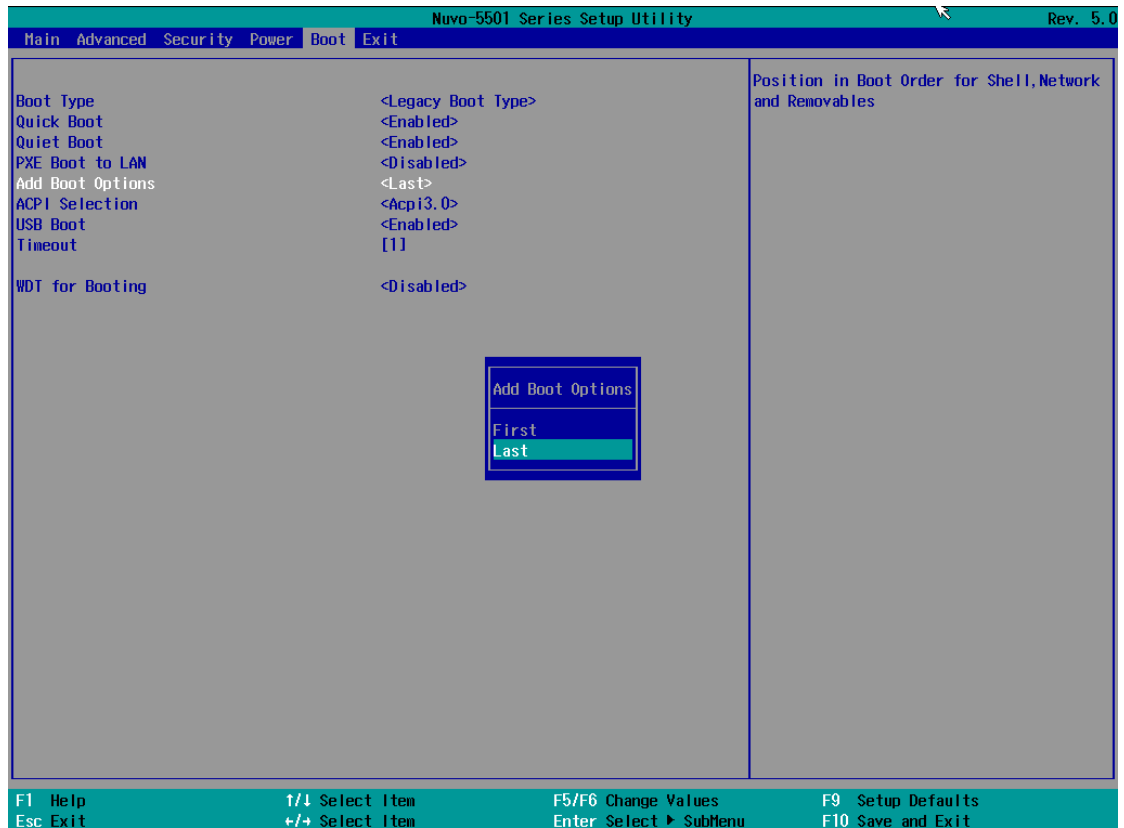 Nuvo-5501 Series Setup Utility Rev. 5.0
Main Advanced Security Power Boot Exit
Position in Boot Order for Shell,Network
and Removables
Boot Type <Legacy Boot Type>
Quick Boot <Enabled>
Quiet Boot <Enabled>
PXE Boot to LAN <Disabled>
Add Boot Options <Last>
ACPI Selection <Acpi3.0>
USB Boot <Enabled>
Timeout [1]
WDT for Booting <Disabled>
Add Boot Options
First
Last
F1 Help ↑/↓ Select Item F5/F6 Change Values F9 Setup Defaults
Esc Exit ←/→ Select Item Enter Select ▶ SubMenu F10 Save and Exit